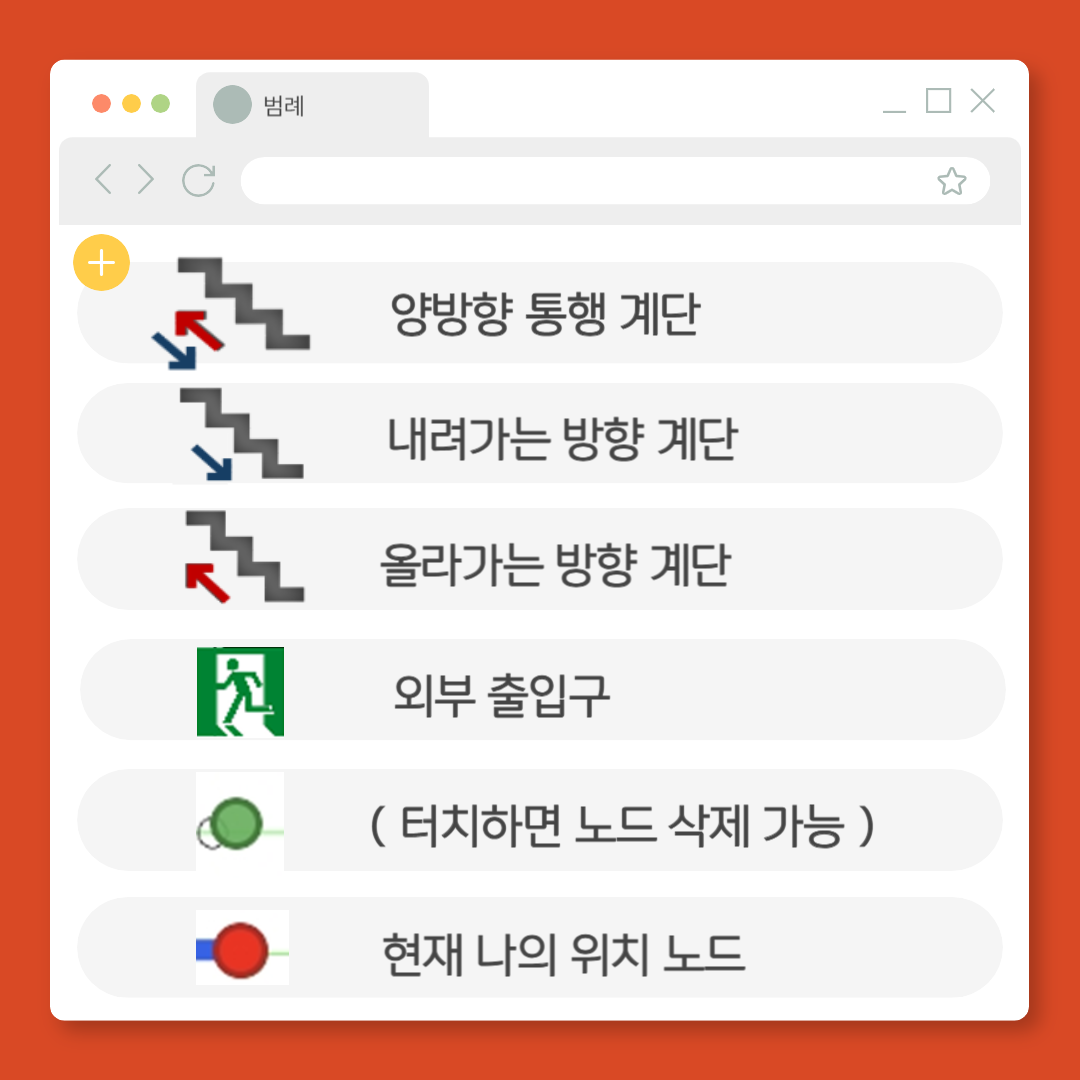 범례
양방향 통행 계단
내려가는 방향 계단
올라가는 방향 계단
외부 출입구
( 터치하면 노드 삭제 가능 )
현재 나의 위치 노드